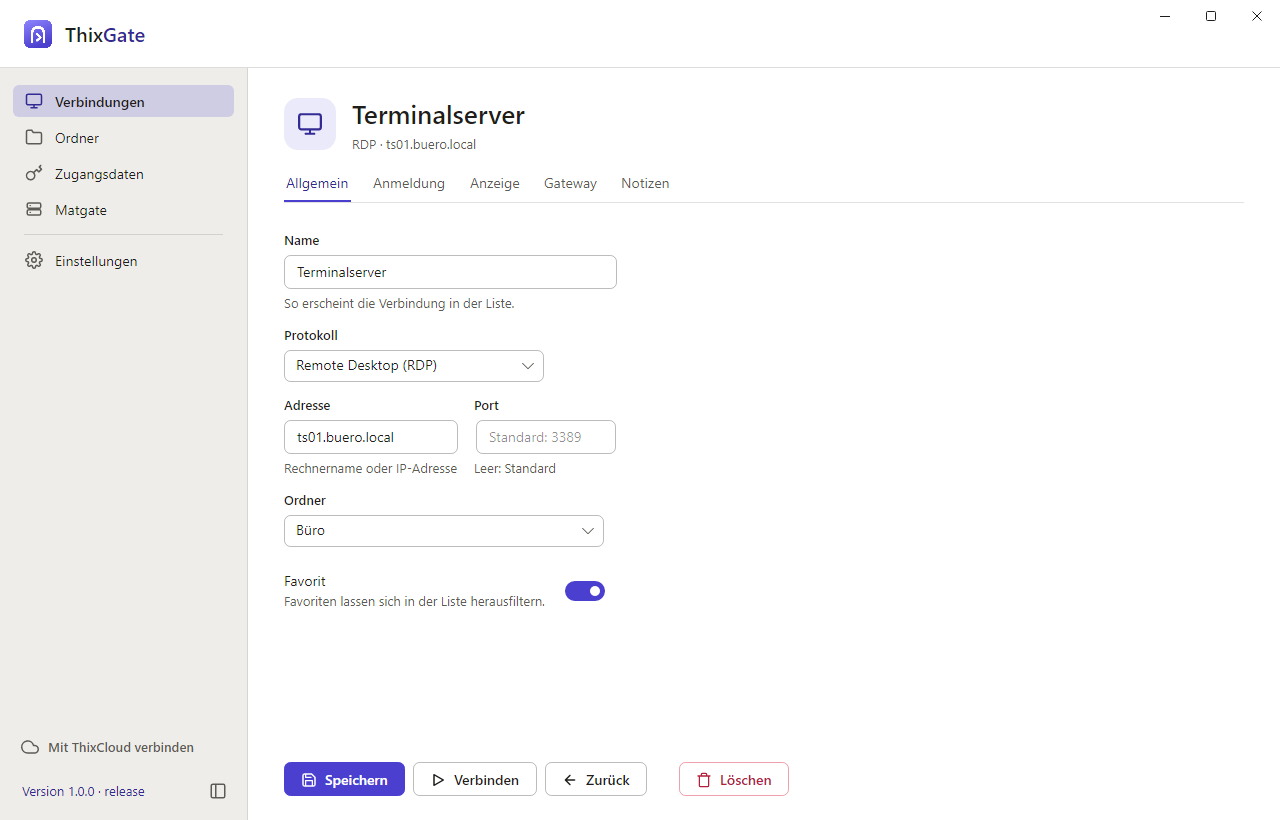 ThixGate
Verbindungen
Ordner
Zugangsdaten
Matgate
Einstellungen
Mit ThixCloud verbinden
Version 1.0.0 · release
Terminalserver
RDP · ts01.buero.local
Allgemein Anmeldung Anzeige Gateway Notizen
Name
Terminalserver
So erscheint die Verbindung in der Liste.
Protokoll
Remote Desktop (RDP)
Adresse Port
ts01.buero.local Standard: 3389
Rechnername oder IP-Adresse Leer: Standard
Ordner
Büro
Favorit
Favoriten lassen sich in der Liste herausfiltern.
Speichern Verbinden Zurück Löschen